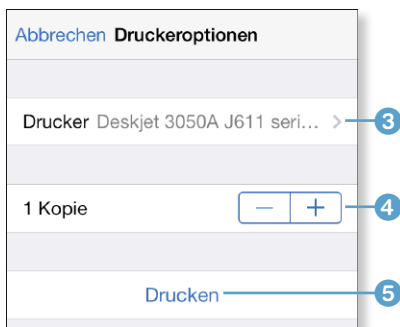 Abbrechen Druckeroptionen
Drucker Deskjet 3050A J611 seri... > 3
1 Kopie − + 4
Drucken 5